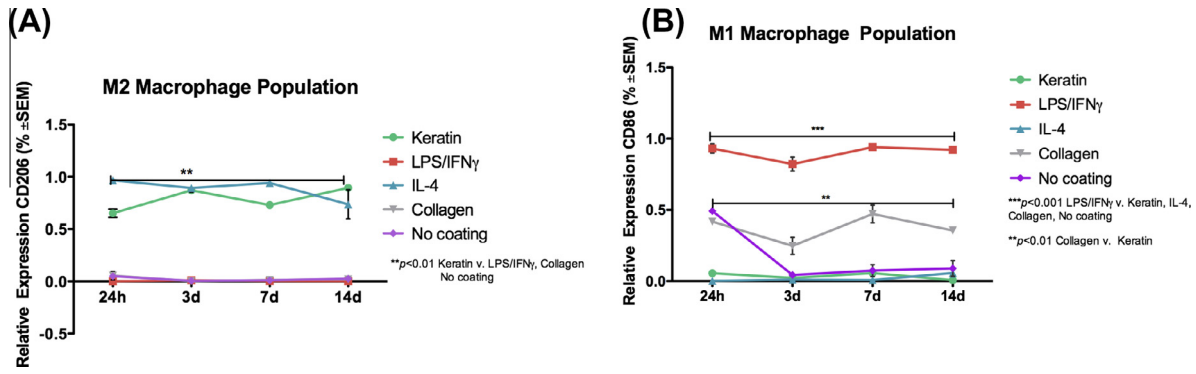 (A)
M2 Macrophage Population
Relative Expression CD206 (% ±SEM)
1.5
1.0
0.5
0.0
-0.5
**
24h 3d 7d 14d
Keratin
LPS/IFNγ
IL-4
Collagen
No coating
**p<0.01 Keratin v. LPS/IFNγ, Collagen
No coating
(B)
M1 Macrophage Population
Relative Expression CD86 (% ±SEM)
1.5
1.0
0.5
0.0
***
**
24h 3d 7d 14d
Keratin
LPS/IFNγ
IL-4
Collagen
No coating
***p<0.001 LPS/IFNγ v. Keratin, IL-4,
Collagen, No coating
**p<0.01 Collagen v. Keratin